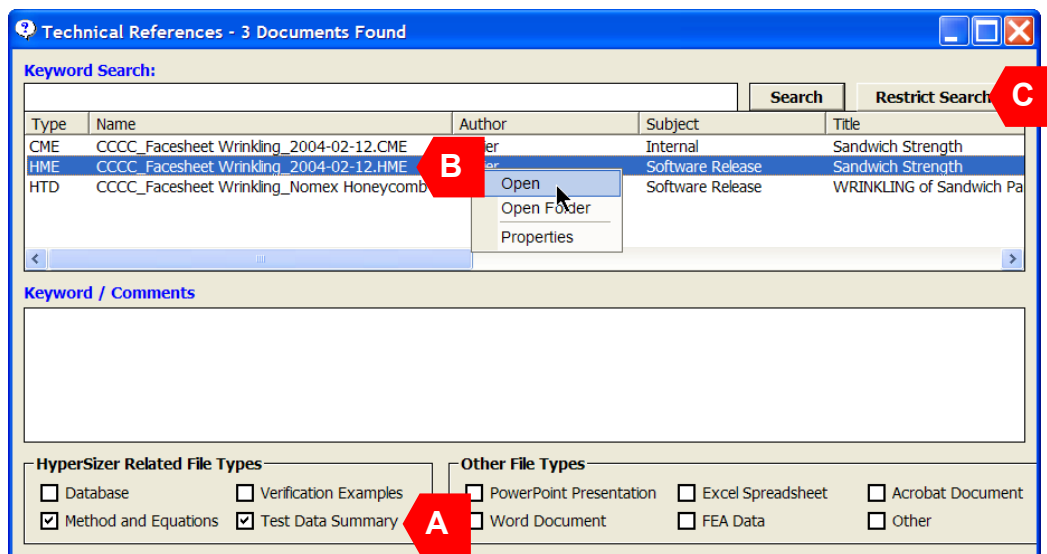 Technical References - 3 Documents Found
Keyword Search:
Search Restrict Search C
Type Name Author Subject Title
CME CCCC_Facesheet Wrinkling_2004-02-12.CME er Internal Sandwich Strength
HME CCCC_Facesheet Wrinkling_2004-02-12.HME B Software Release Sandwich Strength
HTD CCCC_Facesheet Wrinkling_Nomex Honeycomb Software Release WRINKLING of Sandwich Pa
Open
Open Folder
Properties
Keyword / Comments
HyperSizer Related File Types Other File Types
Database Verification Examples PowerPoint Presentation Excel Spreadsheet Acrobat Document
Method and Equations Test Data Summary A Word Document FEA Data Other